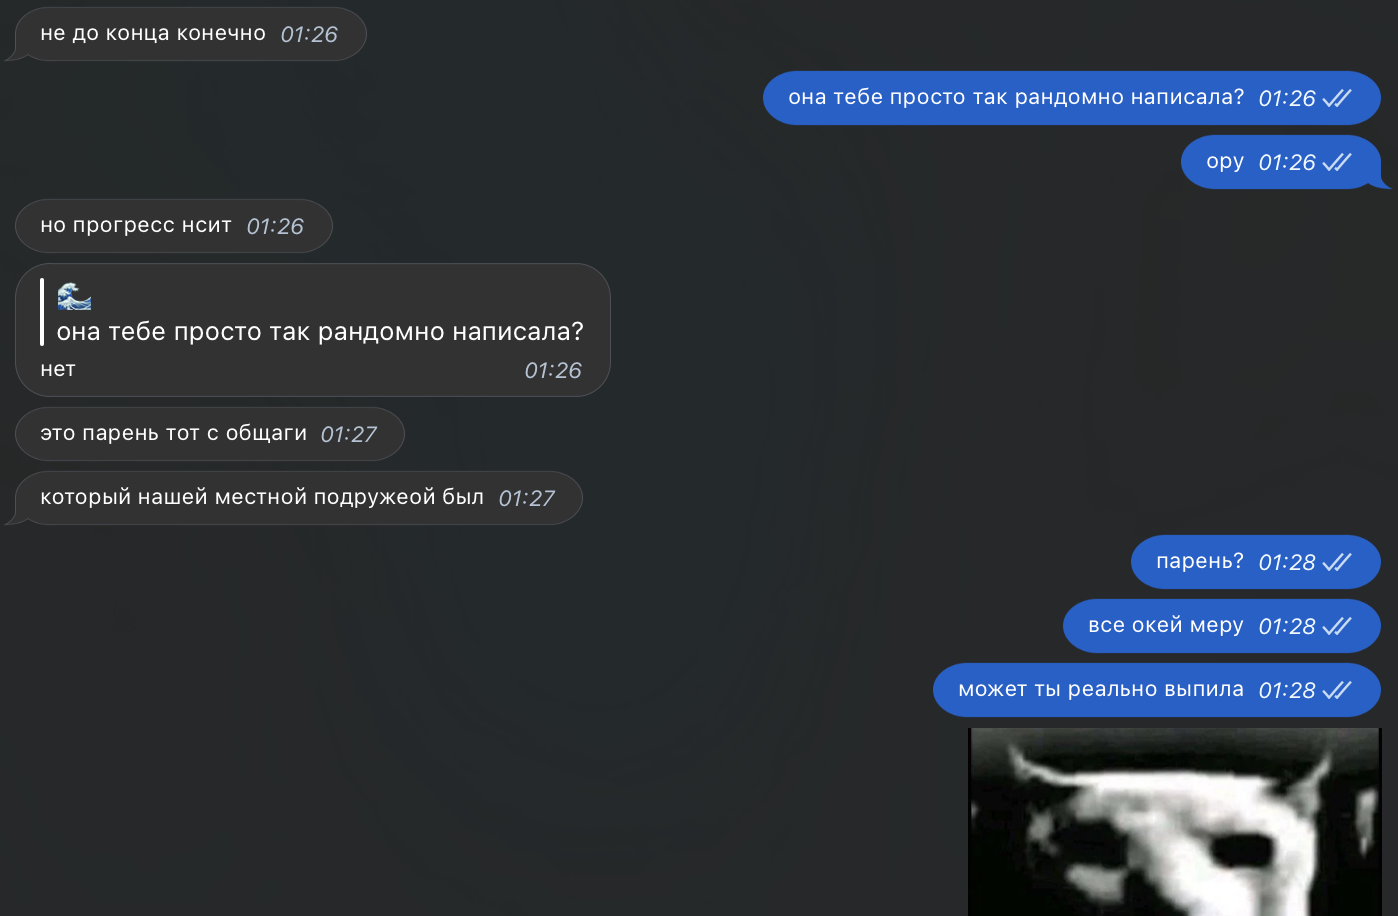 не до конца конечно 01:26
она тебе просто так рандомно написала? 01:26
ору 01:26
но прогресс нсит 01:26
🌊
она тебе просто так рандомно написала?
нет 01:26
это парень тот с общаги 01:27
который нашей местной подружеой был 01:27
парень? 01:28
все окей меру 01:28
может ты реально выпила 01:28